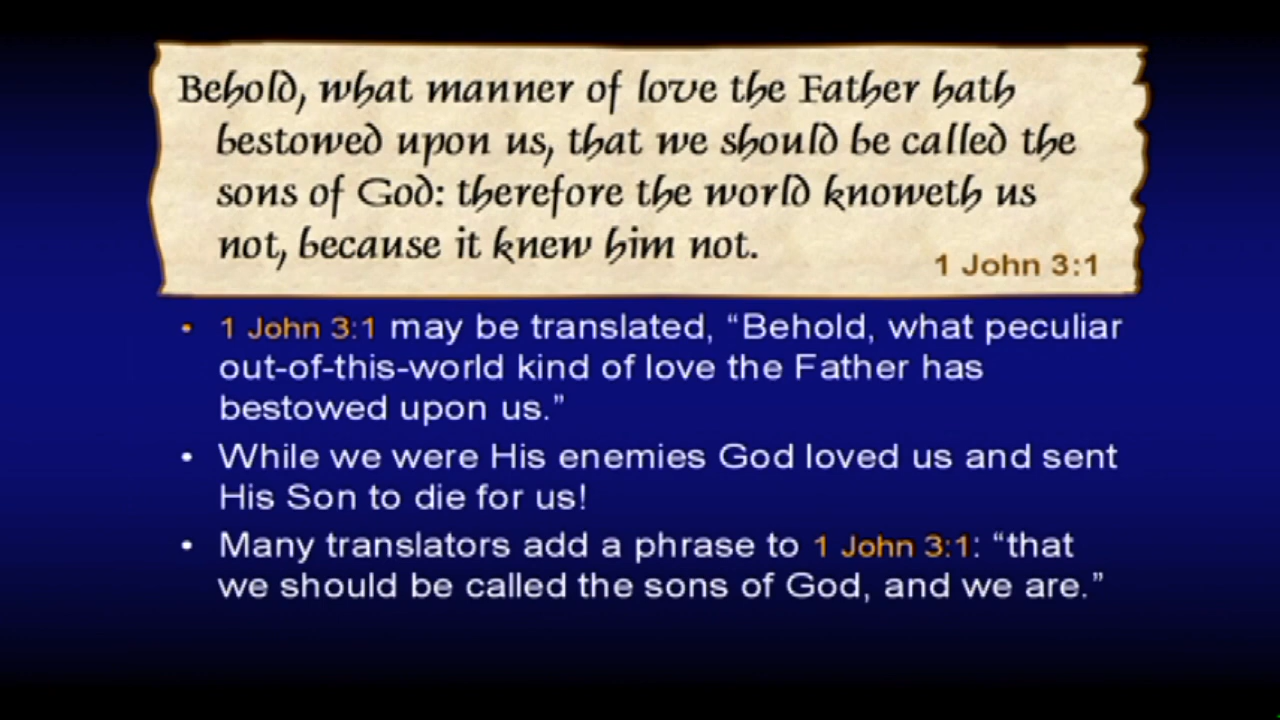 Behold, what manner of love the Father hath
bestowed upon us, that we should be called the
sons of God: therefore the world knoweth us
not, because it knew him not.
1 John 3:1
• 1 John 3:1 may be translated, “Behold, what peculiar
out-of-this-world kind of love the Father has
bestowed upon us.”
• While we were His enemies God loved us and sent
His Son to die for us!
• Many translators add a phrase to 1 John 3:1: “that
we should be called the sons of God, and we are.”